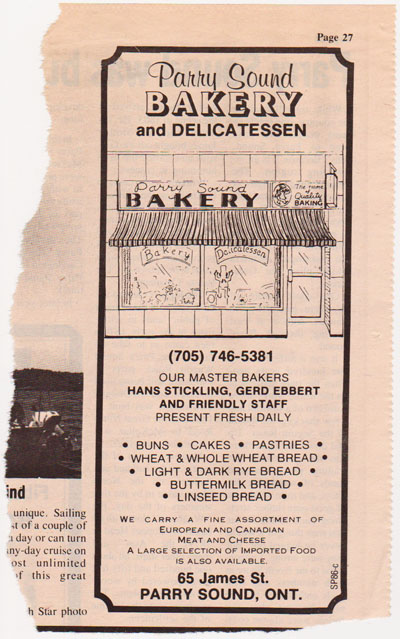 Page 27
Parry Sound
BAKERY
and DELICATESSEN
Parry Sound
BAKERY
The name
Quality
BAKING
Bakery
Delicatessen
(705) 746-5381
OUR MASTER BAKERS
HANS STICKLING, GERD EBBERT
AND FRIENDLY STAFF
PRESENT FRESH DAILY
• BUNS • CAKES • PASTRIES •
• WHEAT & WHOLE WHEAT BREAD •
• LIGHT & DARK RYE BREAD •
• BUTTERMILK BREAD •
• LINSEED BREAD •
WE CARRY A FINE ASSORTMENT OF
EUROPEAN AND CANADIAN
MEAT AND CHEESE
A LARGE SELECTION OF IMPORTED FOOD
IS ALSO AVAILABLE.
65 James St.
PARRY SOUND, ONT.
SP86-c
ind
unique. Sailing
st of a couple of
a day or can turn
ny-day cruise on
ost unlimited
of this great
h Star photo